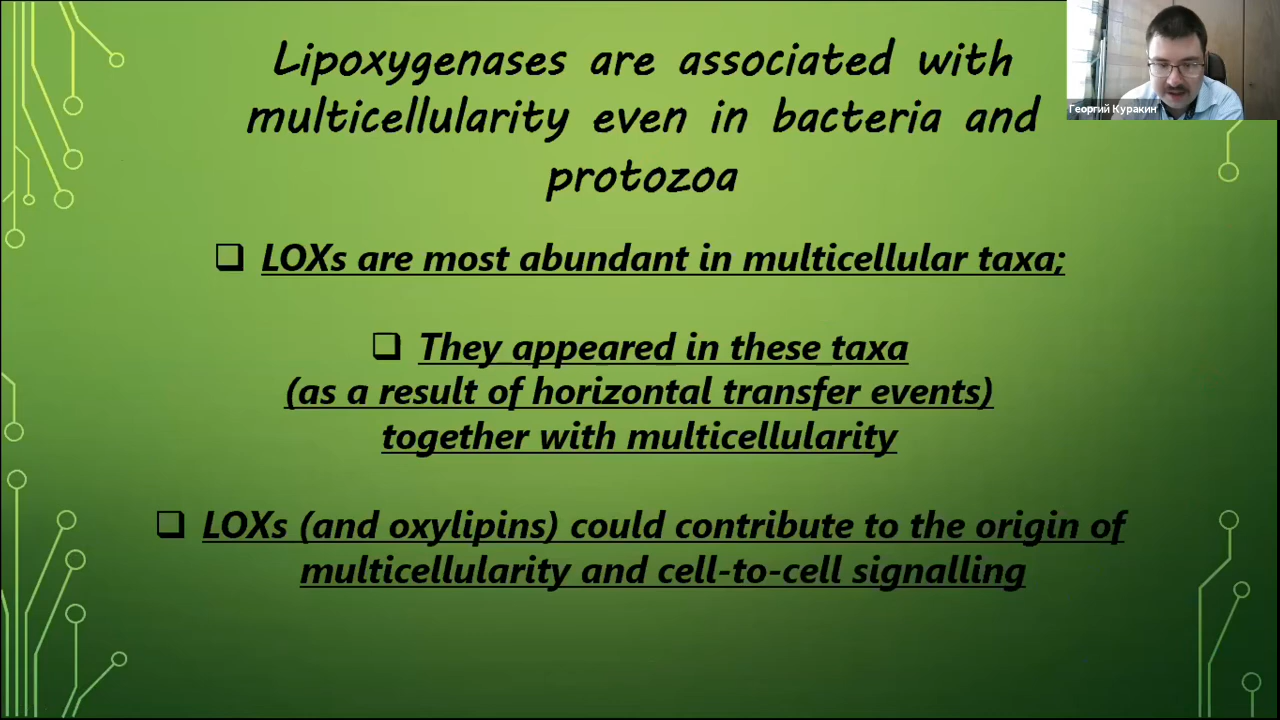 Lipoxygenases are associated with
multicellularity even in bacteria and
protozoa
Георгий Куракин
❑ LOXs are most abundant in multicellular taxa;
❑ They appeared in these taxa
(as a result of horizontal transfer events)
together with multicellularity
❑ LOXs (and oxylipins) could contribute to the origin of
multicellularity and cell-to-cell signalling